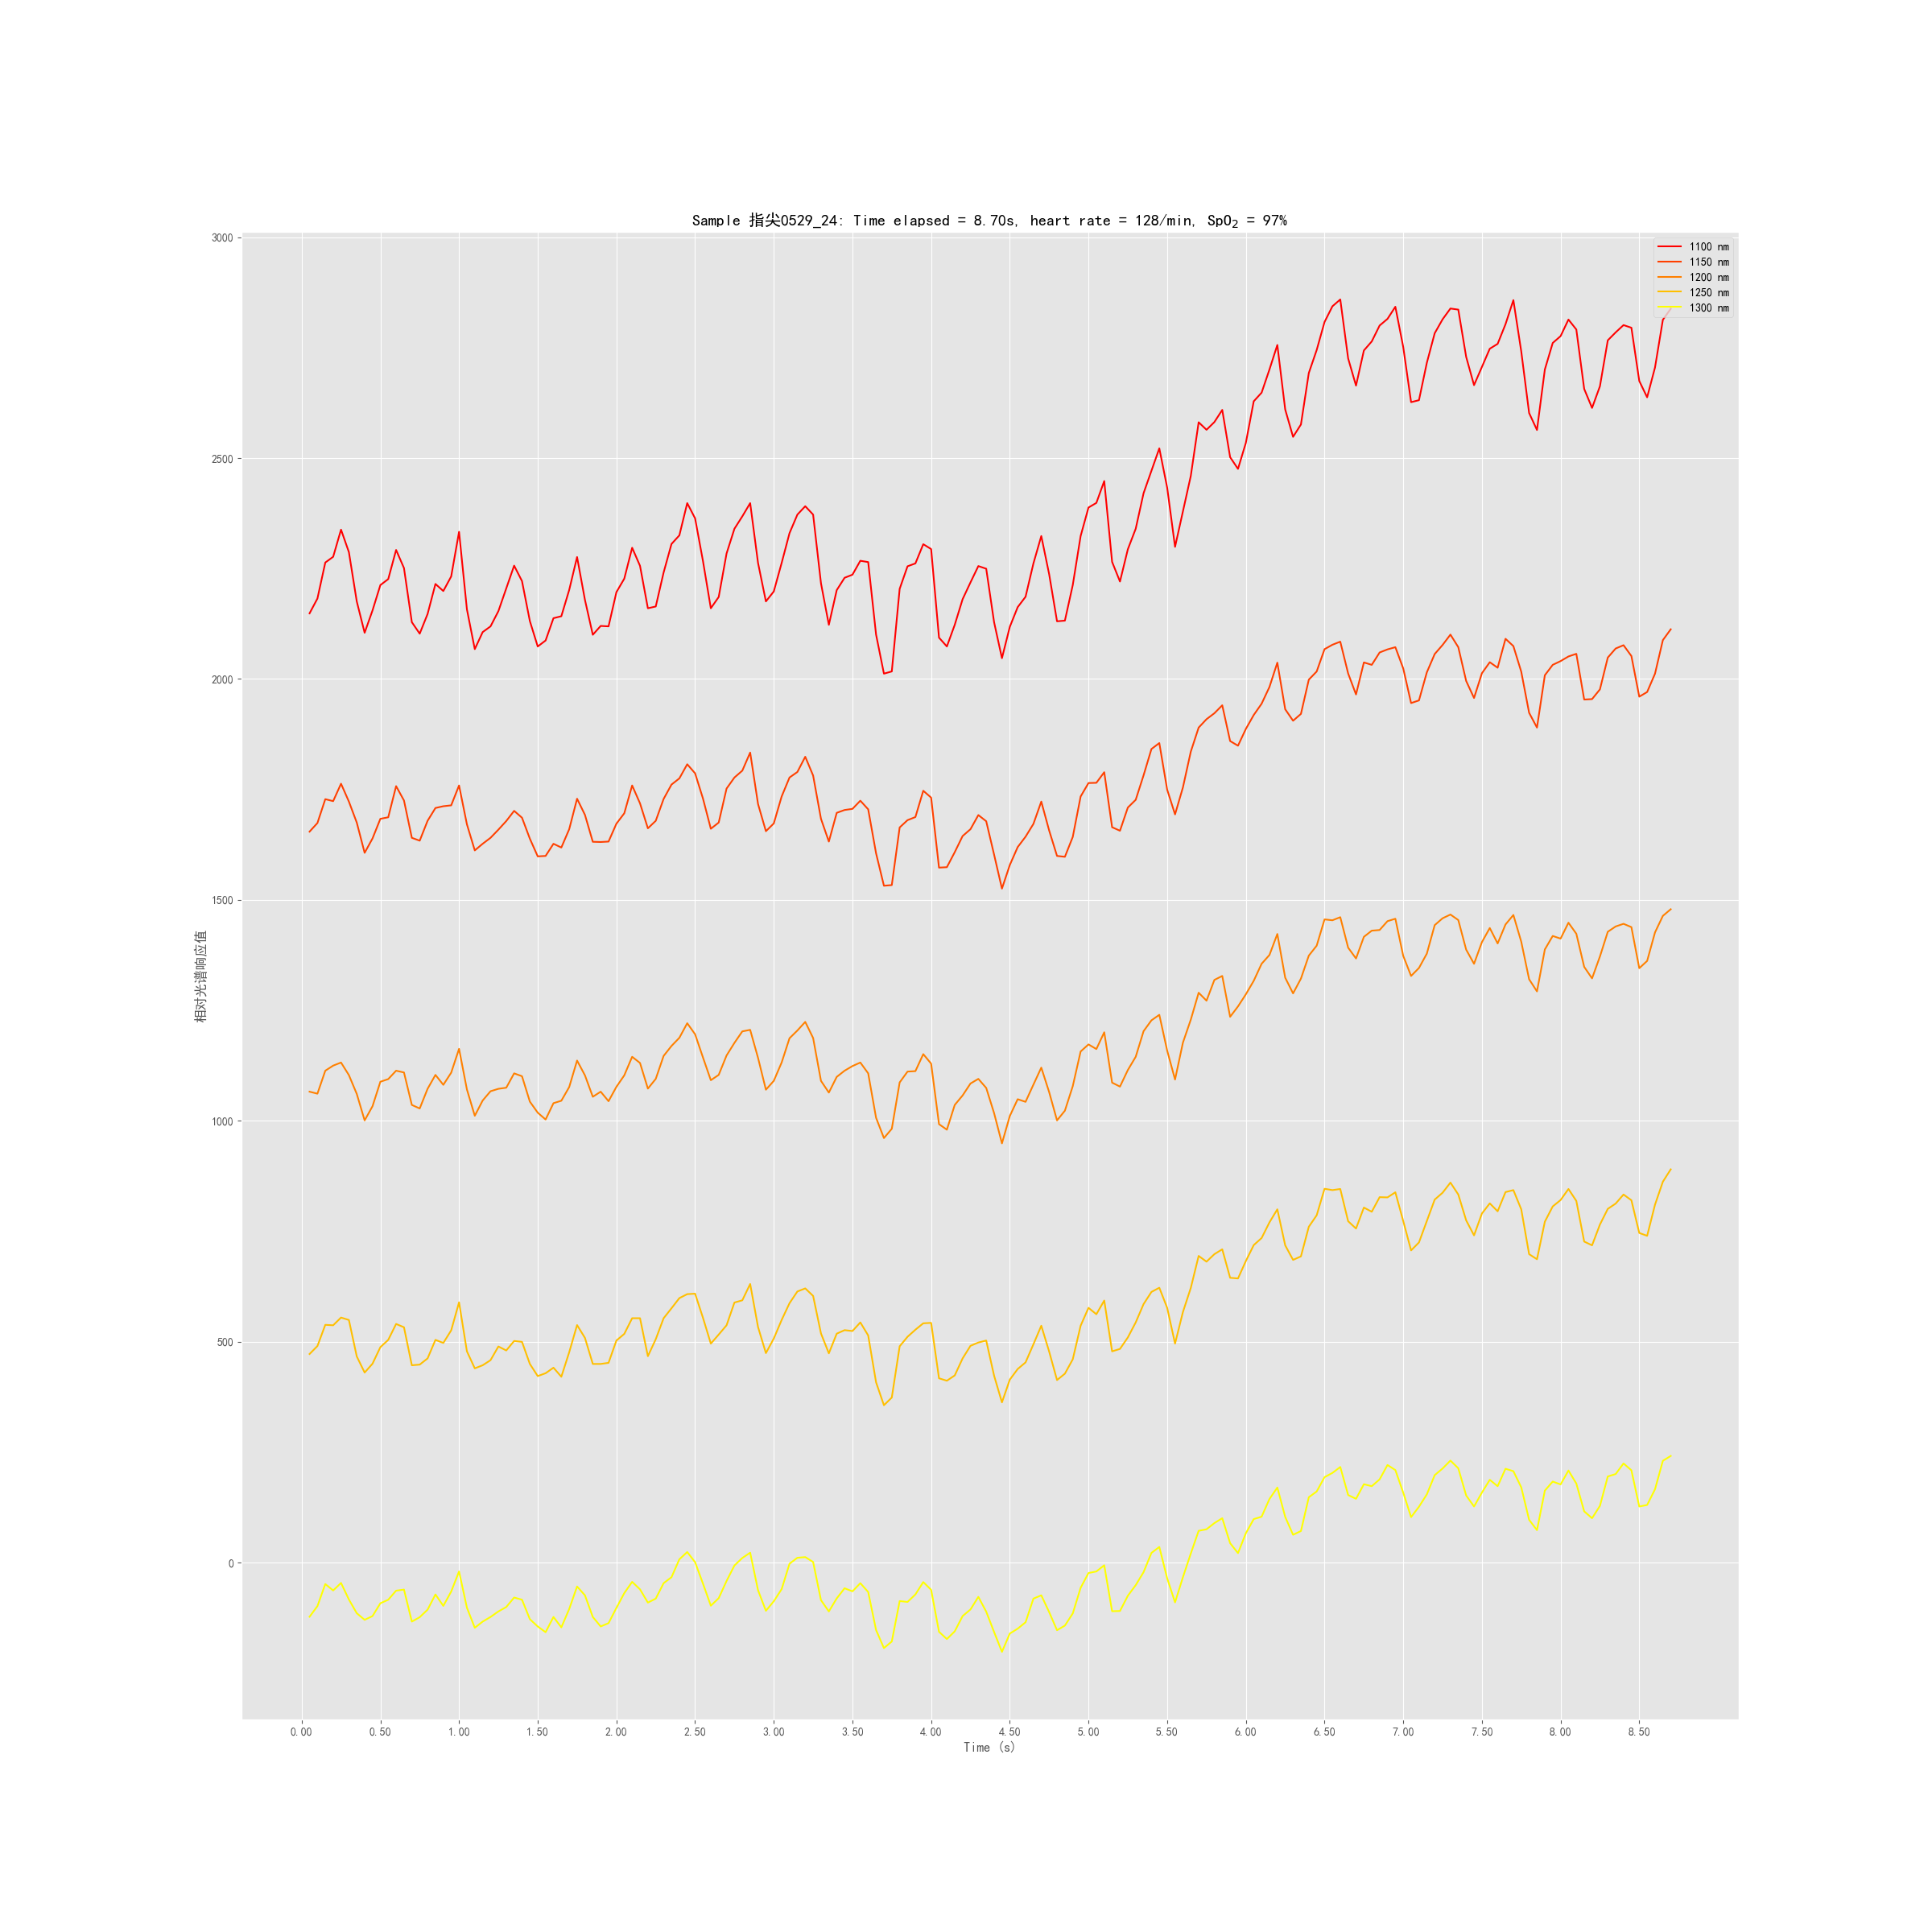 Sample 指尖0529_24: Time elapsed = 8.70s, heart rate = 128/min, SpO₂ = 97%
1100 nm
1150 nm
1200 nm
1250 nm
1300 nm
3000
2500
2000
1500
1000
500
0
相对光谱响应值
0.00 0.50 1.00 1.50 2.00 2.50 3.00 3.50 4.00 4.50 5.00 5.50 6.00 6.50 7.00 7.50 8.00 8.50
Time (s)